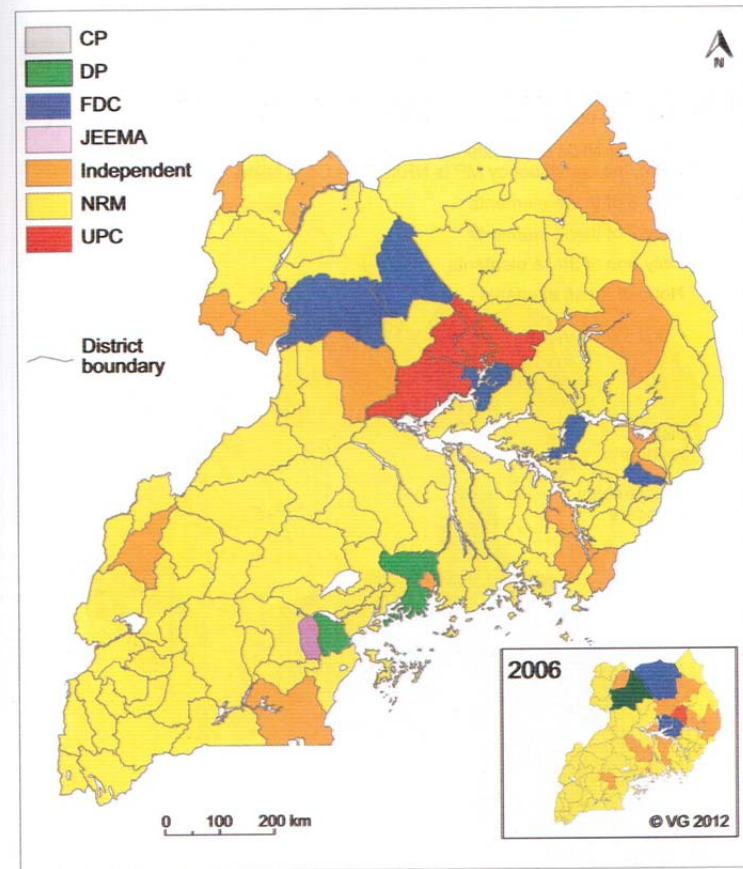 CP
DP
FDC
JEEMA
Independent
NRM
UPC
District
boundary
N
0 100 200 km
2006
© VG 2012